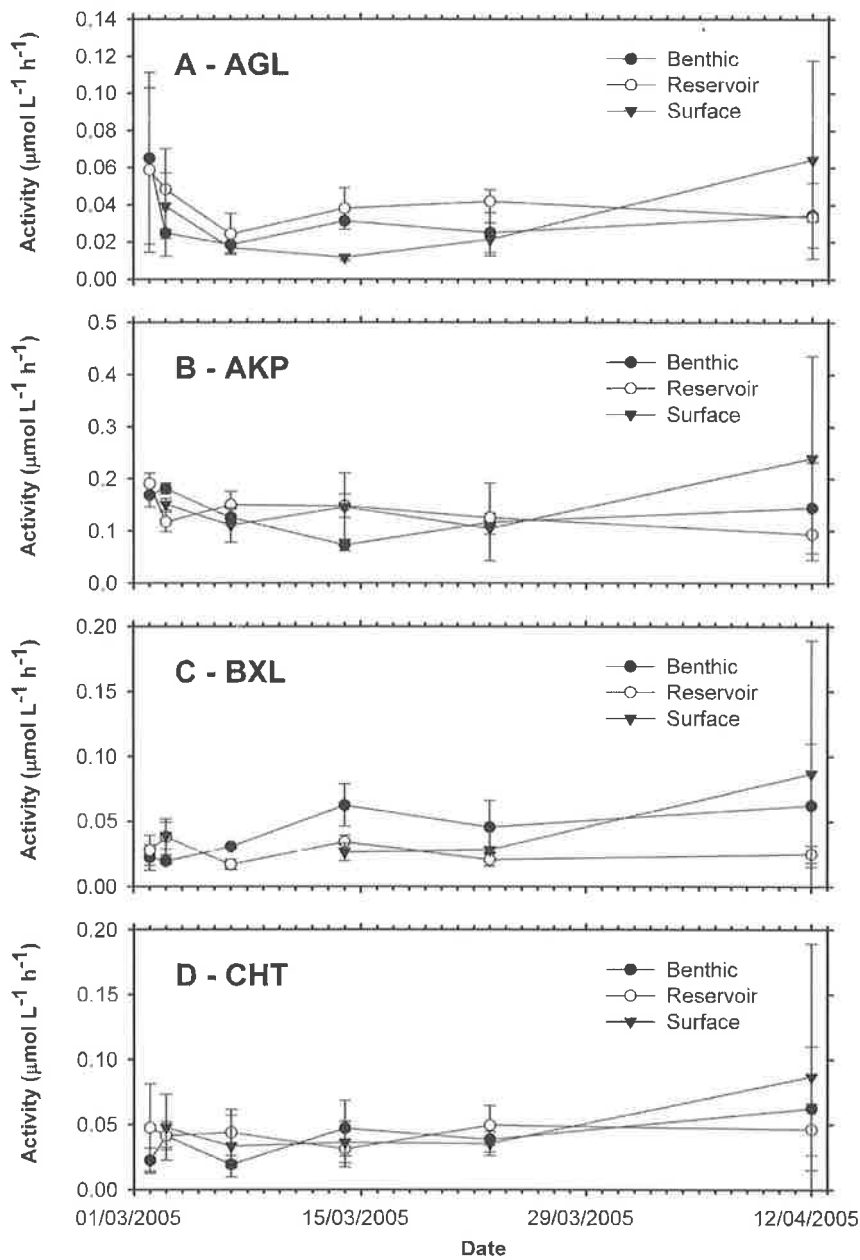 0.14
0.12
0.10
0.08
0.06
0.04
0.02
0.00
Activity (µmol L⁻¹ h⁻¹)
A - AGL
Benthic
Reservoir
Surface
0.5
0.4
0.3
0.2
0.1
0.0
Activity (µmol L⁻¹ h⁻¹)
B - AKP
Benthic
Reservoir
Surface
0.20
0.15
0.10
0.05
0.00
Activity (µmol L⁻¹ h⁻¹)
C - BXL
Benthic
Reservoir
Surface
0.20
0.15
0.10
0.05
0.00
Activity (µmol L⁻¹ h⁻¹)
D - CHT
Benthic
Reservoir
Surface
01/03/2005 15/03/2005 29/03/2005 12/04/2005
Date